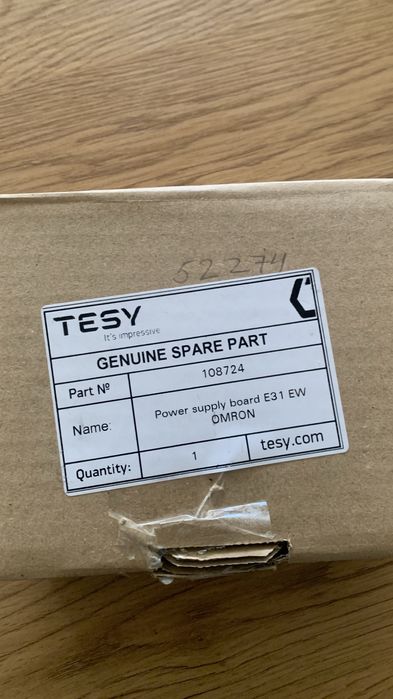 52274
TESY
It's impressive
GENUINE SPARE PART
Part Nº 108724
Name: Power supply board E31 EW
OMRON
Quantity: 1 tesy.com